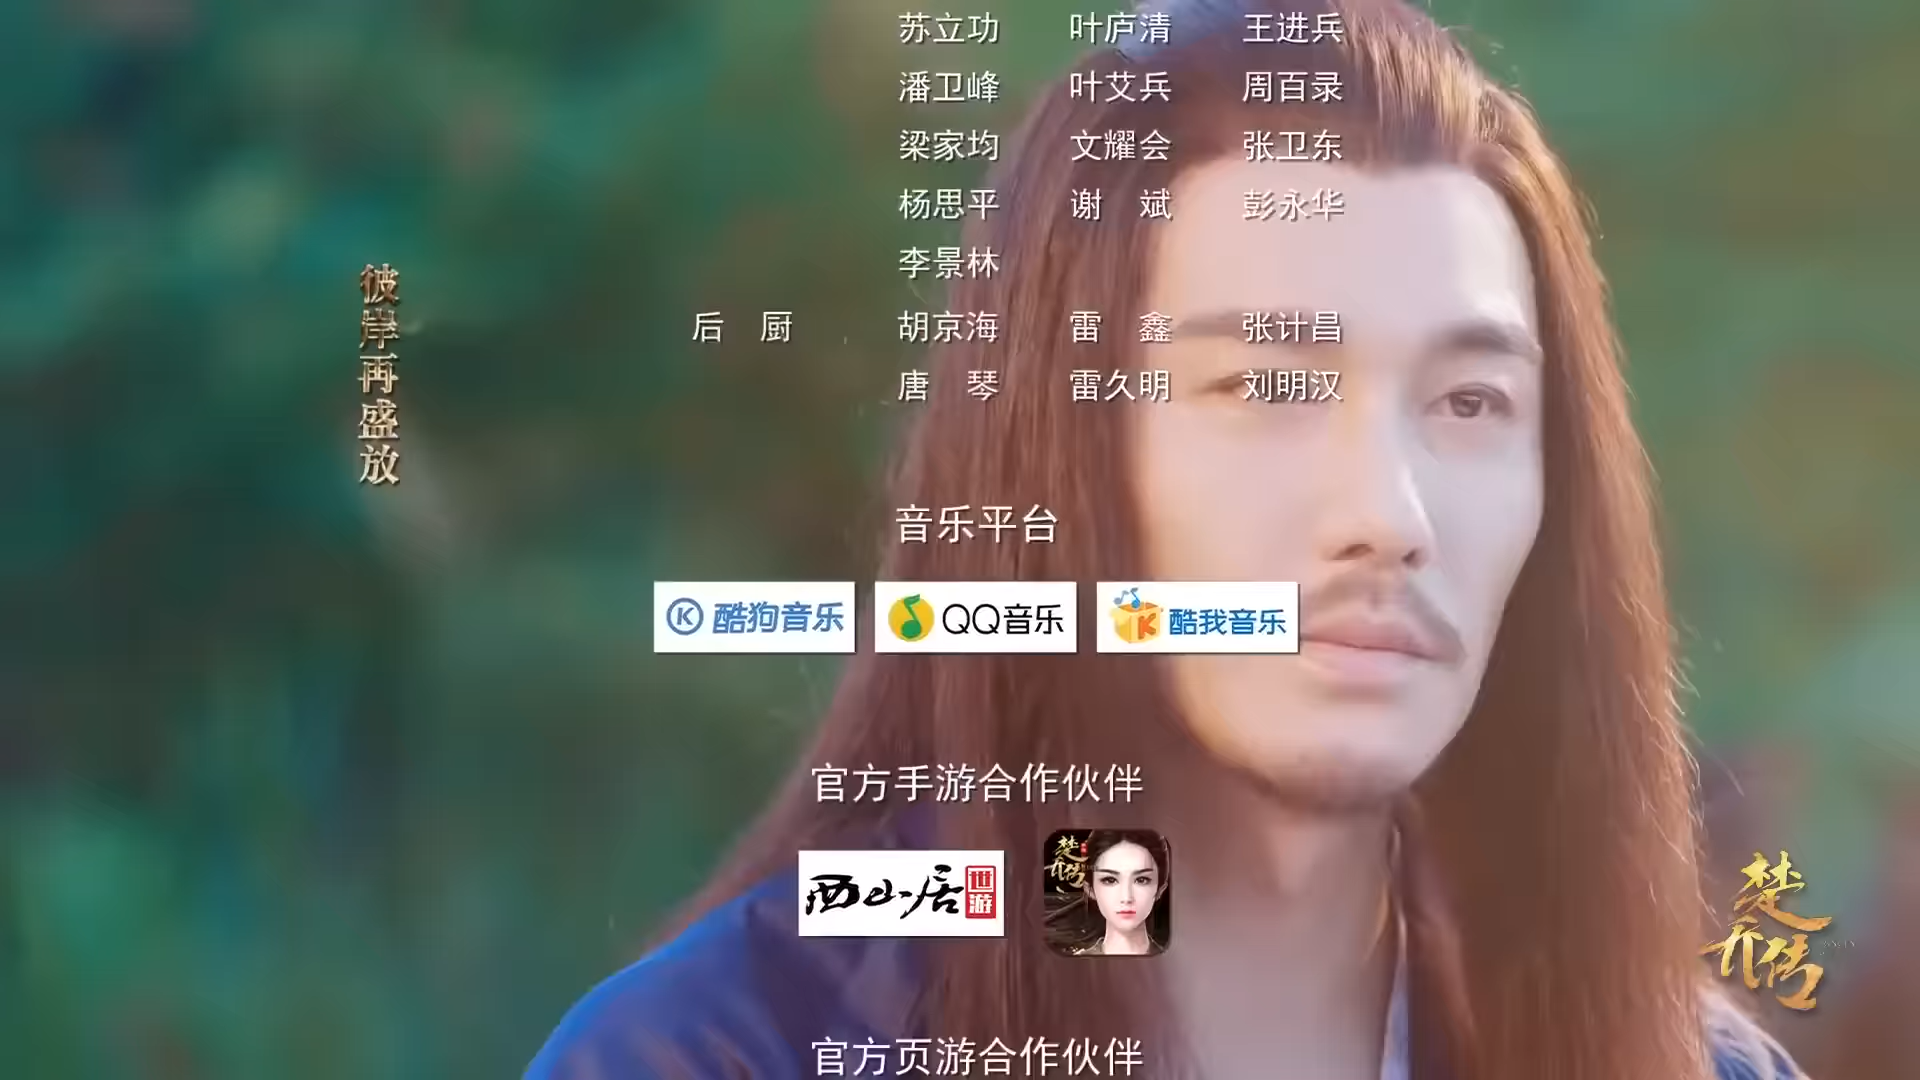 苏立功 叶庐清 王进兵
潘卫峰 叶艾兵 周百录
梁家均 文耀会 张卫东
杨思平 谢 斌 彭永华
李景林
后 厨 胡京海 雷 鑫 张计昌
唐 琴 雷久明 刘明汉
彼岸再盛放
音乐平台
K 酷狗音乐
QQ音乐
K 酷我音乐
官方手游合作伙伴
西山居 世游
楚乔传
楚乔传
官方页游合作伙伴